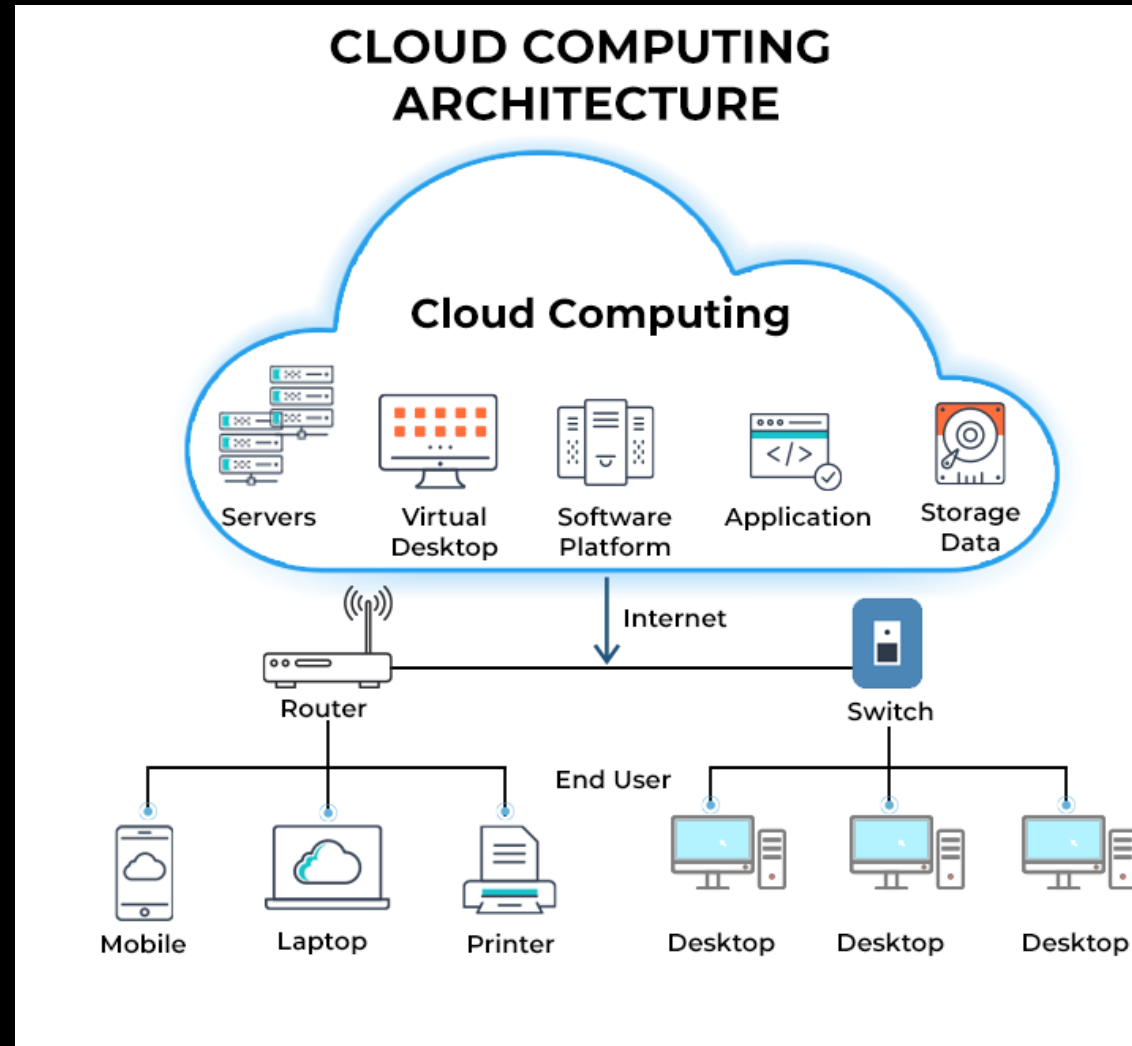 CLOUD COMPUTING
ARCHITECTURE
Cloud Computing
Servers
Virtual
Desktop
Software
Platform
</>
Application
Storage
Data
Internet
Router
Switch
End User
Mobile
Laptop
Printer
Desktop
Desktop
Desktop